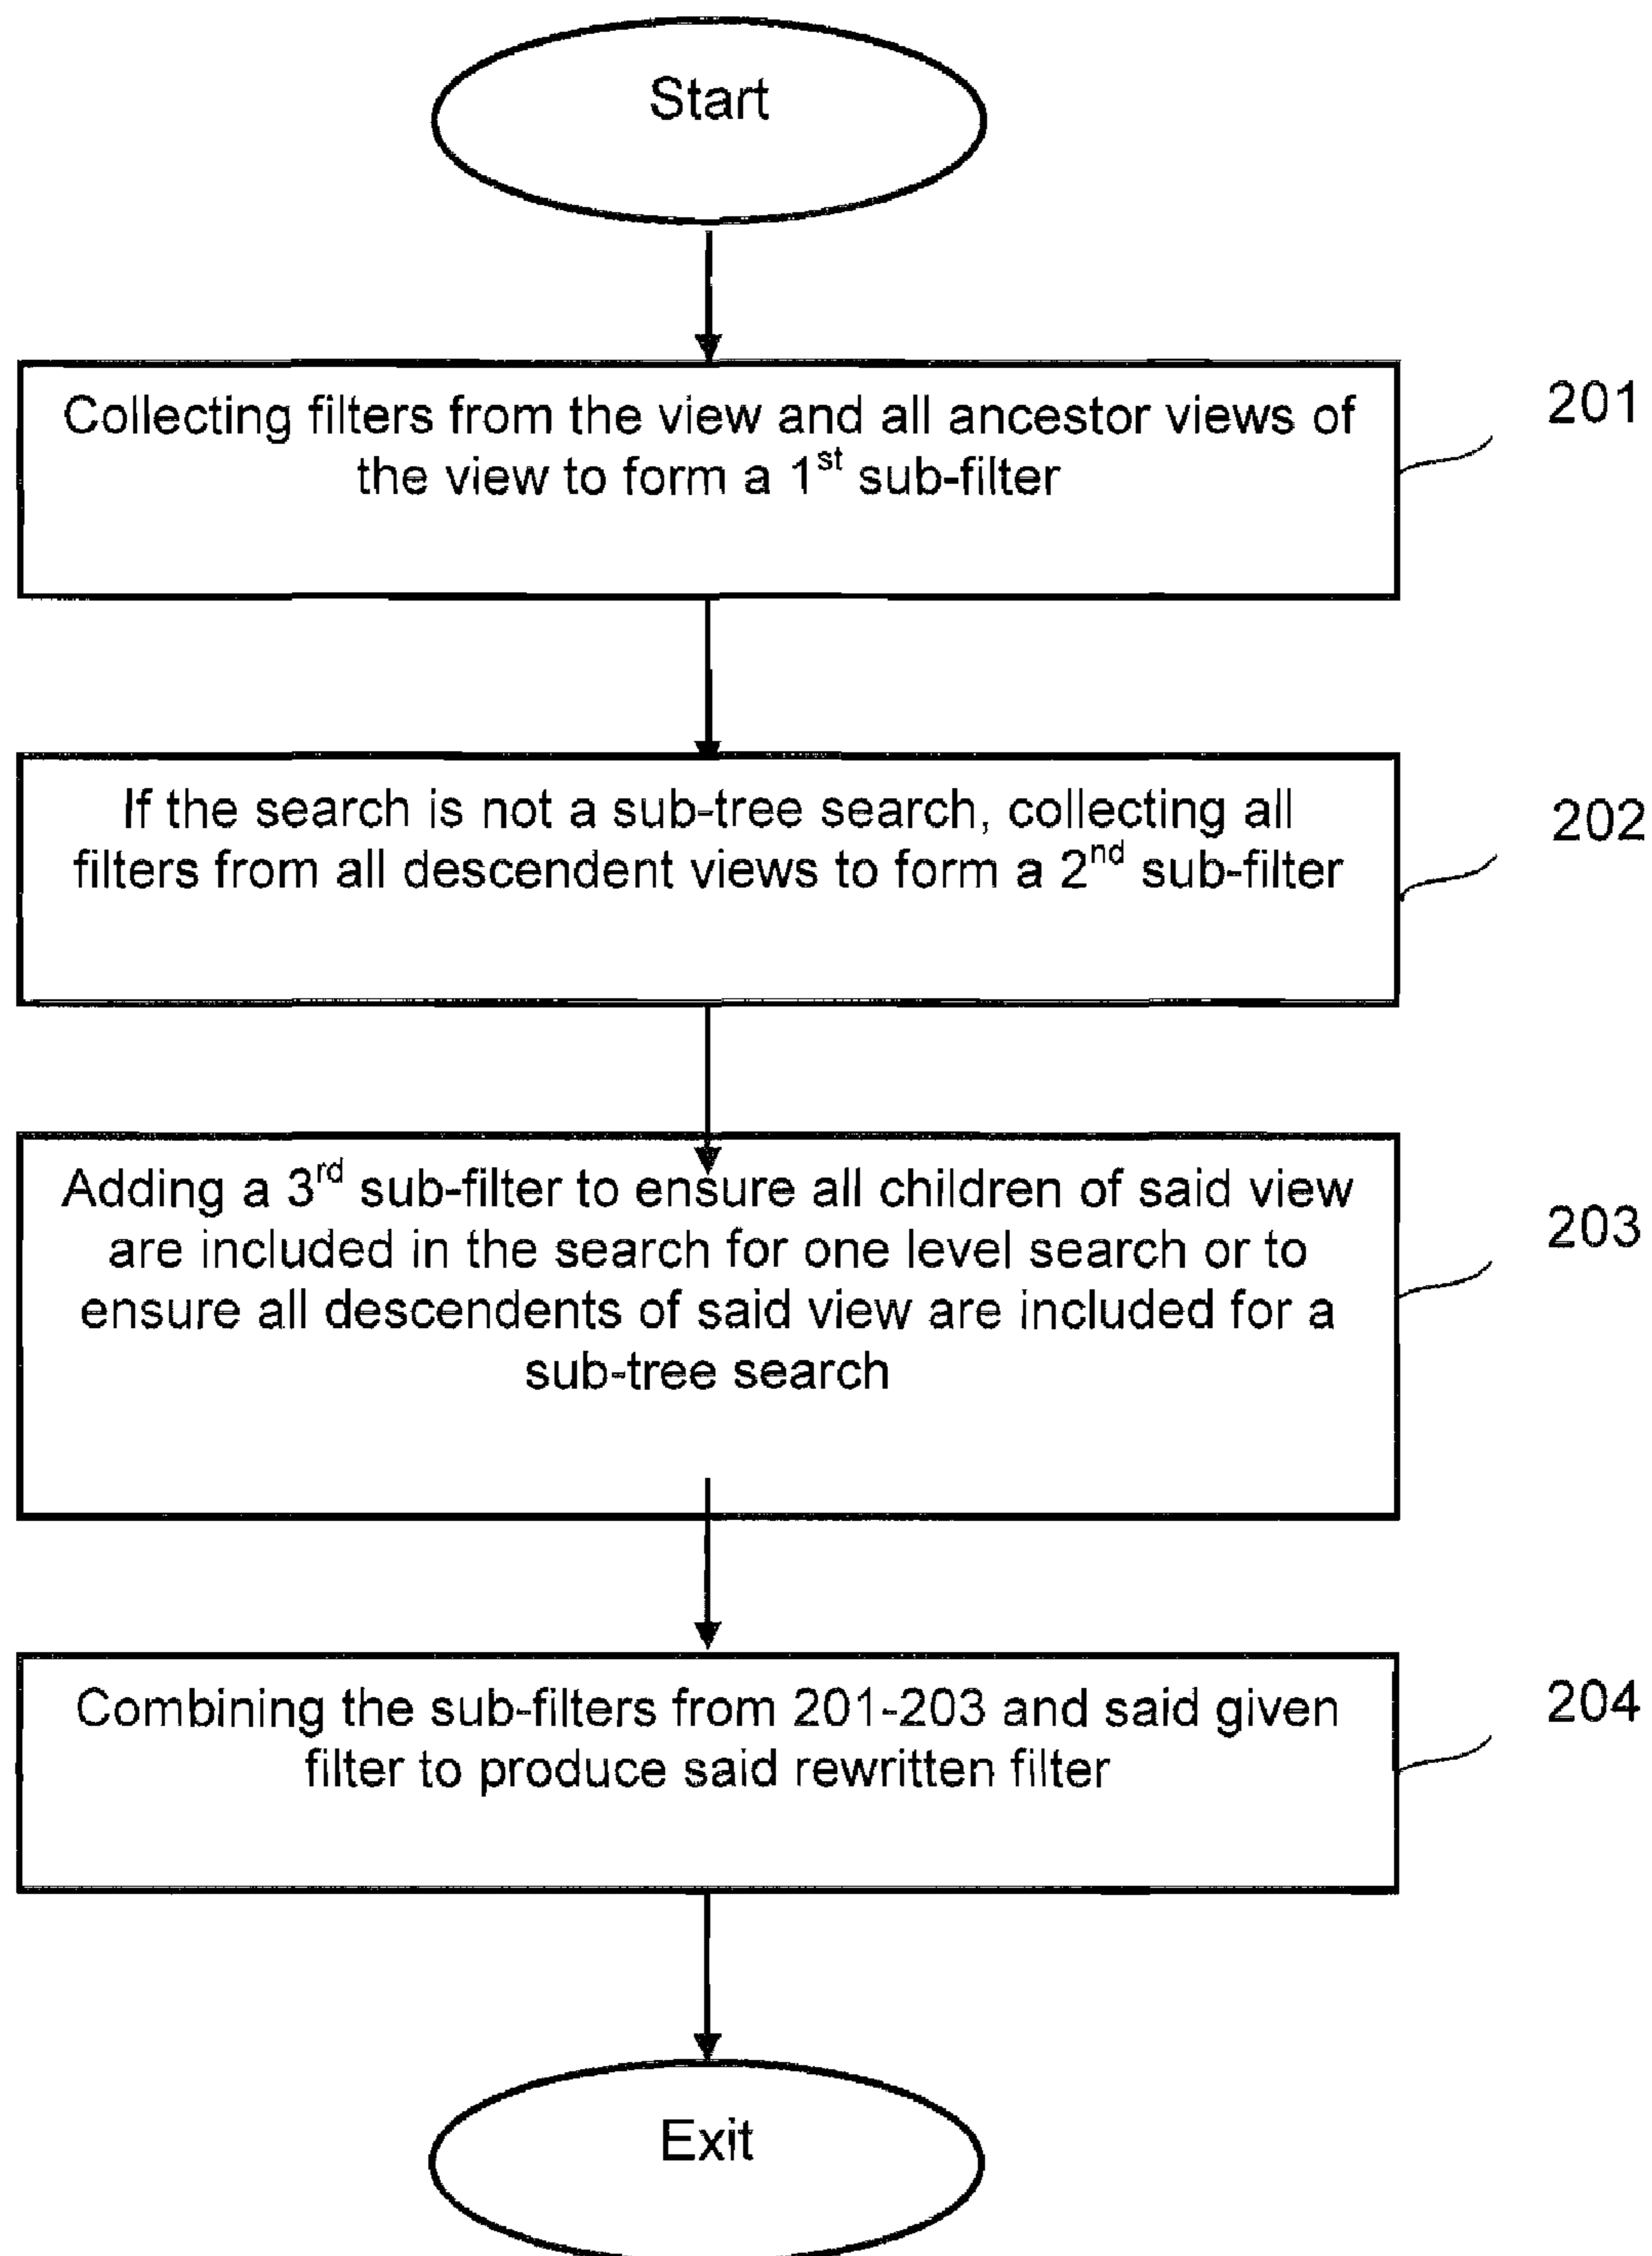 Start
Collecting filters from the view and all ancestor views of
the view to form a 1st sub-filter
201
If the search is not a sub-tree search, collecting all
filters from all descendent views to form a 2nd sub-filter
202
Adding a 3rd sub-filter to ensure all children of said view
are included in the search for one level search or to
ensure all descendents of said view are included for a
sub-tree search
203
Combining the sub-filters from 201-203 and said given
filter to produce said rewritten filter
204
Exit